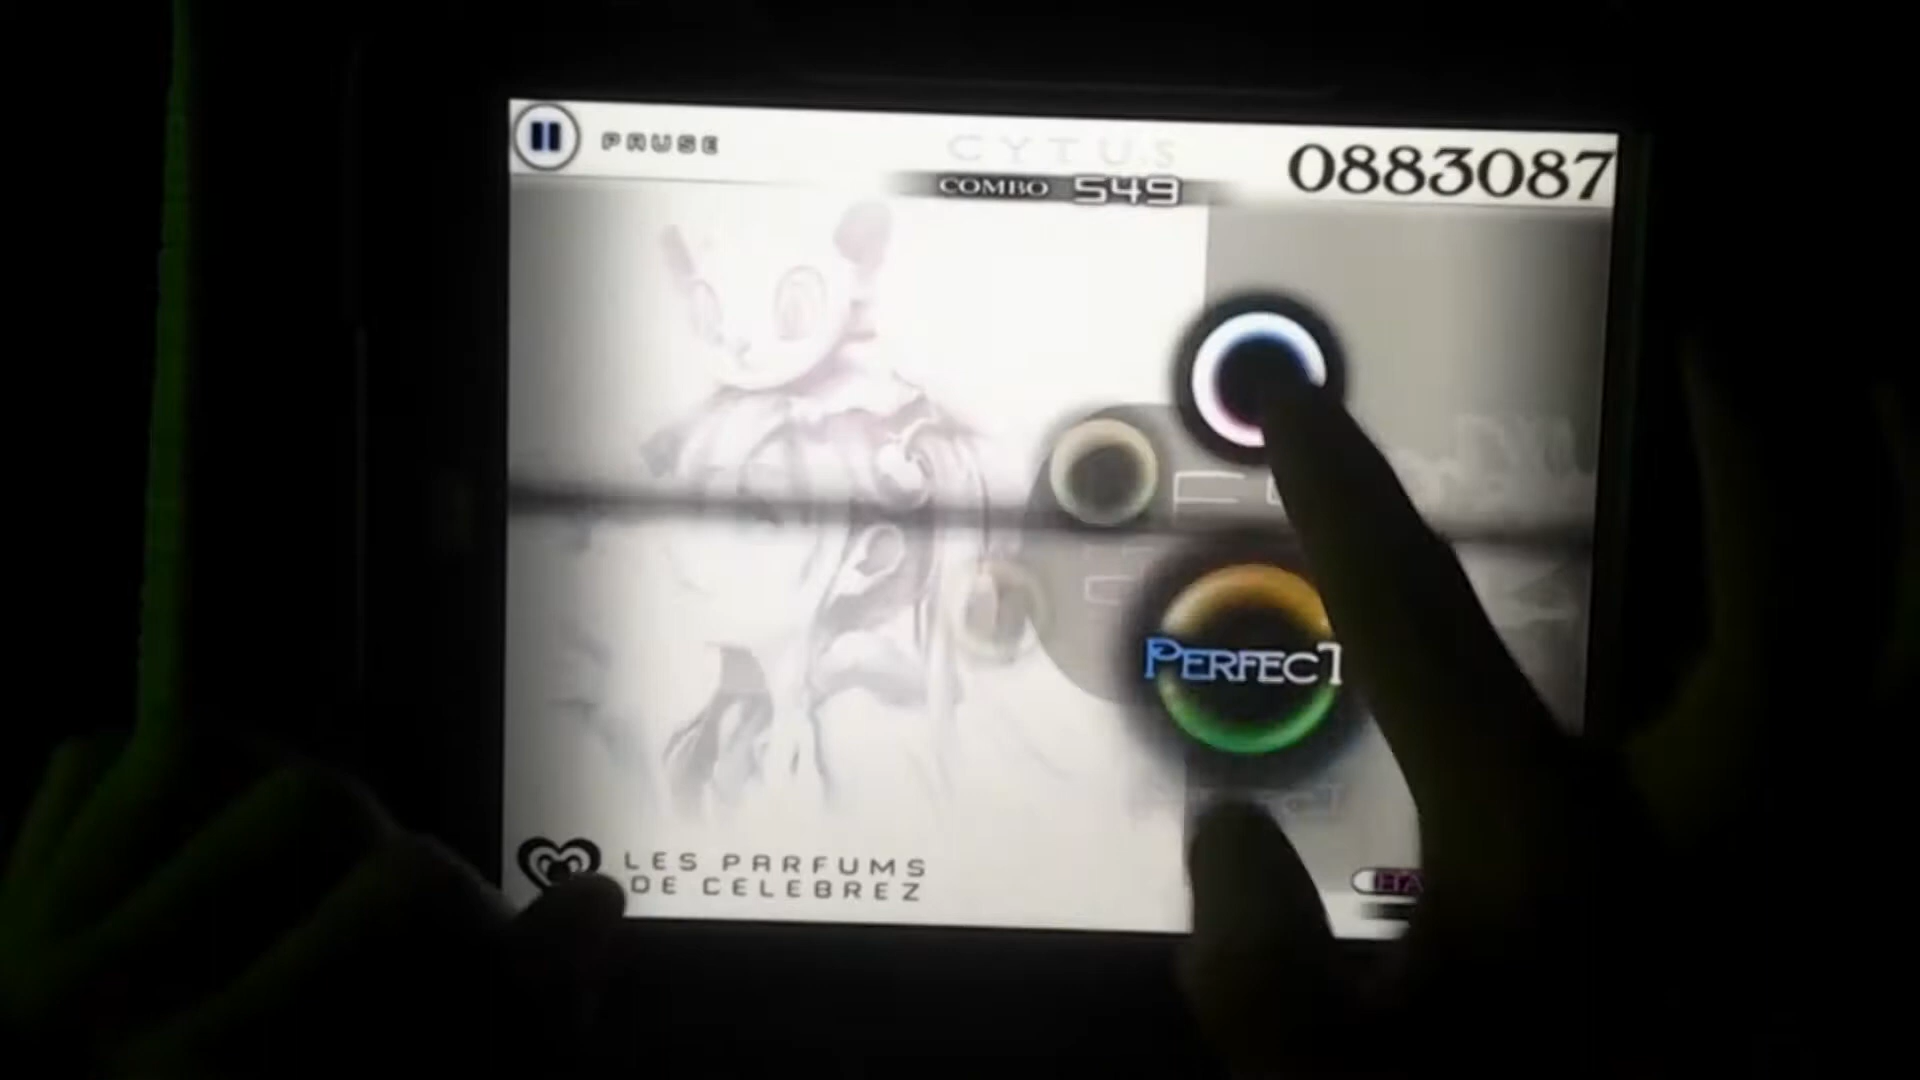 PAUSE
CYTUS
COMBO 549
0883087
PERFECT
LES PARFUMS
DE CELEBREZ